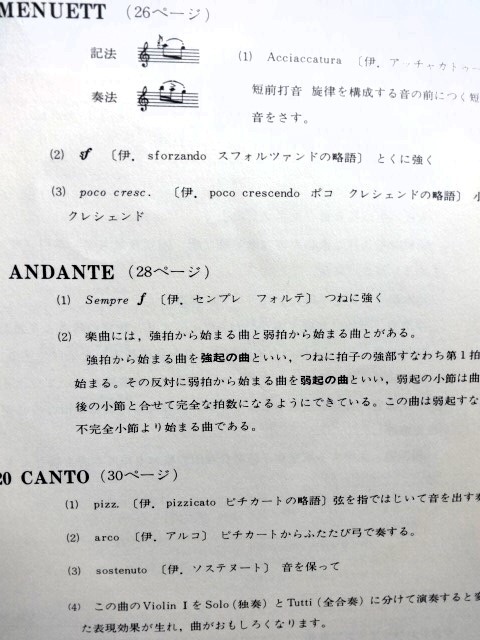 MENUETT (26ページ)
記法
(1) Acciaccatura 〔伊. アッチャカトゥー
奏法
短前打音 旋律を構成する音の前につく短
音をさす。
(2) sf 〔伊. sforzando スフォルツァンドの略語〕 とくに強く
(3) poco cresc. 〔伊. poco crescendo ポコ クレシェンドの略語〕 小
クレシェンド
ANDANTE (28ページ)
(1) Sempre f 〔伊. センプレ フォルテ〕 つねに強く
(2) 楽曲には，強拍から始まる曲と弱拍から始まる曲とがある。
強拍から始まる曲を強起の曲といい，つねに拍子の強部すなわち第１拍
始まる。その反対に弱拍から始まる曲を弱起の曲といい，弱起の小節は曲
後の小節と合せて完全な拍数になるようにできている。この曲は弱起すな
不完全小節より始まる曲である。
20 CANTO (30ページ)
(1) pizz. 〔伊. pizzicato ピチカートの略語〕弦を指ではじいて音を出す奏
(2) arco 〔伊. アルコ〕 ピチカートからふたたび弓で奏する。
(3) sostenuto 〔伊. ソステヌート〕 音を保って
(4) この曲のViolin ⅠをSolo (独奏) とTutti (全合奏) に分けて演奏すると変
た表現効果が生れ，曲がおもしろくなります。